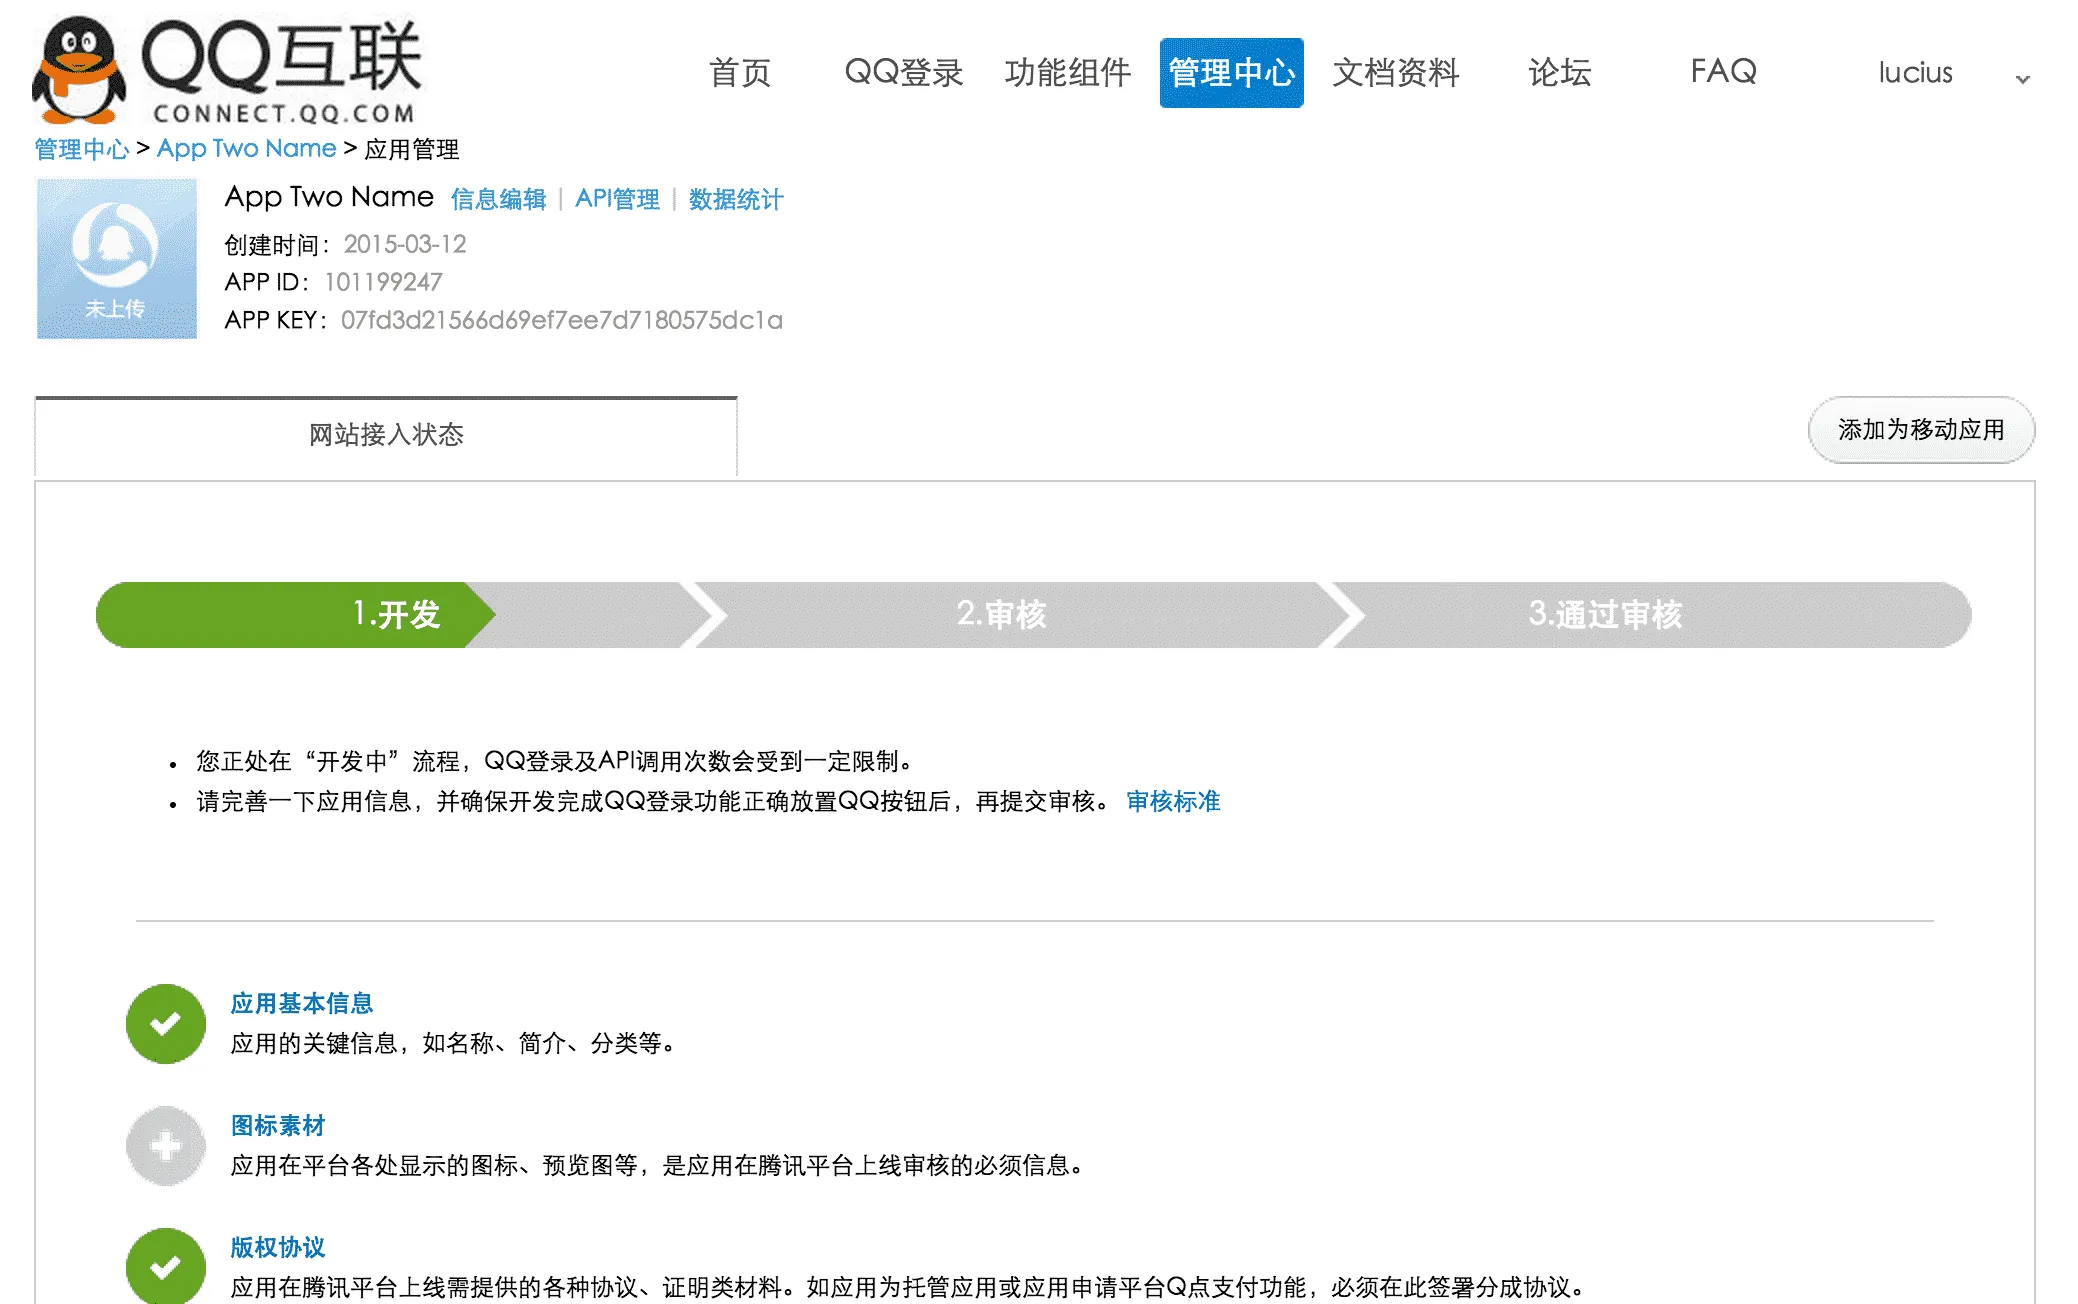 QQ互联
CONNECT.QQ.COM
首页 QQ登录 功能组件 管理中心 文档资料 论坛 FAQ lucius
管理中心 > App Two Name > 应用管理
App Two Name 信息编辑 | API管理 | 数据统计
创建时间：2015-03-12
APP ID：101199247
APP KEY：07fd3d21566d69ef7ee7d7180575dc1a
未上传
网站接入状态
添加为移动应用
1.开发 2.审核 3.通过审核
• 您正处在“开发中”流程，QQ登录及API调用次数会受到一定限制。
• 请完善一下应用信息，并确保开发完成QQ登录功能正确放置QQ按钮后，再提交审核。 审核标准
应用基本信息
应用的关键信息，如名称、简介、分类等。
图标素材
应用在平台各处显示的图标、预览图等，是应用在腾讯平台上线审核的必须信息。
版权协议
应用在腾讯平台上线需提供的各种协议、证明类材料。如应用为托管应用或应用申请平台Q点支付功能，必须在此签署分成协议。